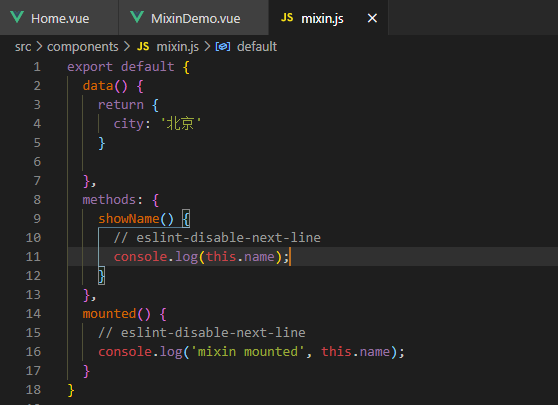 Home.vue MixinDemo.vue JS mixin.js ×
src > components > JS mixin.js > default
1 export default {
2 data() {
3 return {
4 city: '北京'
5 }
6
7 },
8 methods: {
9 showName() {
10 // eslint-disable-next-line
11 console.log(this.name);
12 }
13 },
14 mounted() {
15 // eslint-disable-next-line
16 console.log('mixin mounted', this.name);
17 }
18 }